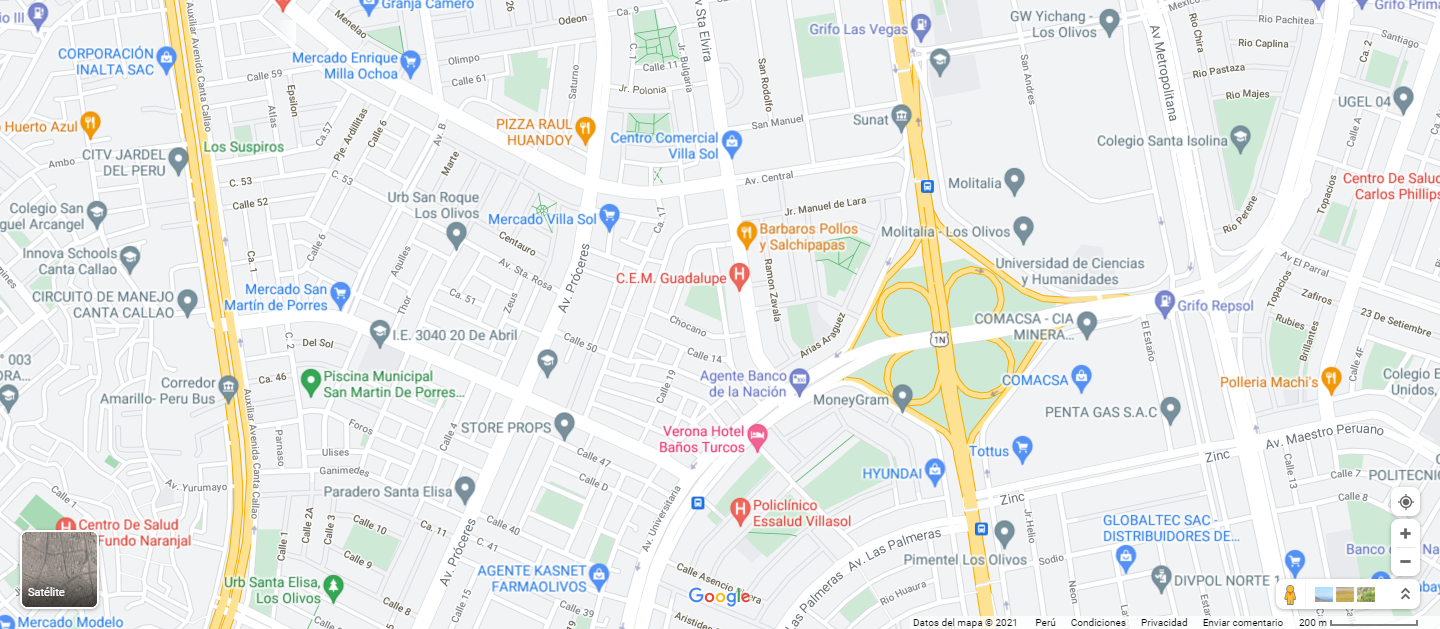 Granja Camero
Menelao
Odeon
Ca. 9
Av Sta Elvira
Grifo Las Vegas
GW Yichang -
Los Olivos
Rio Pachitea
Rio Caplina
Santiago
CORPORACIÓN
INALTA SAC
Auxiliar Avenida Canta Callao
Calle 59
Epsilon
Atlas
Mercado Enrique
Milla Ochoa
Olimpo
Calle 61
Saturno
C. 1
Calle 11
Jr. Bulgaria
Jr. Polonia
San Rodolfo
San Andres
Av Metropolitana
Rio Chira
Rio Pastaza
Rio Majes
Ca. 2
UGEL 04
Huerto Azul
Ca.57
Pje. Ardillitas
Calle 6
Av. B
Marte
PIZZA RAUL
HUANDOY
Centro Comercial
Villa Sol
San Manuel
Sunat
Colegio Santa Isolina
Calle A
Los Suspiros
Ambo
CITV JARDEL
DEL PERU
C. 53
C. 53
Calle 52
Av. Central
Molitalia
Centro De Salud
Carlos Phillips
Topacios
Colegio San
guel Arcangel
Urb San Roque
Los Olivos
Mercado Villa Sol
Ca. 17
Jr. Manuel de Lara
Barbaros Pollos
y Salchipapas
Molitalia - Los Olivos
Rio Perene
Innova Schools
Canta Callao
Ca. 1
Calle 6
Aquiles
Centauro
Av. Sta. Rosa
Av. Próceres
C.E.M. Guadalupe
Ramon Zavala
Universidad de Ciencias
y Humanidades
Av El Parral
Topacios
Zafiros
CIRCUITO DE MANEJO
CANTA CALLAO
Mercado San
Martín de Porres
Thor
Ca. 51
Zeus
Chocano
Arias Araguez
COMACSA - CIA
MINERA...
Grifo Repsol
Rubies
23 De Setiembre
I.E. 3040 20 De Abril
Calle 50
Calle 14
1N
El Estaño
Brillantes
C. 2
Del Sol
Calle 4F
° 003
Corredor
Amarillo- Peru Bus
Ca. 46
Piscina Municipal
San Martin De Porres...
Calle 19
Agente Banco
de la Nación
MoneyGram
COMACSA
Polleria Machi's
Colegio E
Unidos,
PENTA GAS S.A.C
STORE PROPS
Foros
Parnaso
Calle 4
Verona Hotel
Baños Turcos
Tottus
Av. Maestro Peruano
Ulises
Ganimedes
Calle 47
Calle D
HYUNDAI
Zinc
Calle 13
Calle 7
POLITECNIC
Av. Yurumayo
Calle 1
Paradero Santa Elisa
Zinc
Calle 8
Centro De Salud
Fundo Naranjal
Calle 2A
Calle 3
Calle 10
Ca. 11
Calle 40
Av. Universitaria
Policlínico
Essalud Villasol
Jr. Helio
GLOBALTEC SAC -
DISTRIBUIDORES DE...
Calle 1
Calle 9
C. 41
Av. Próceres
Av. Las Palmeras
Pimentel Los Olivos
Sodio
Banco
Satélite
Urb Santa Elisa,
Los Olivos
Calle 8
Calle 15
AGENTE KASNET
FARMAOLIVOS
Calle 39
Calle Asencio
Google
Las Palmeras
Rio Huaura
Neon
DIVPOL NORTE 1
Mercado Modelo
Datos del mapa © 2021
Perú
Condiciones
Privacidad
Enviar comentario
200 m